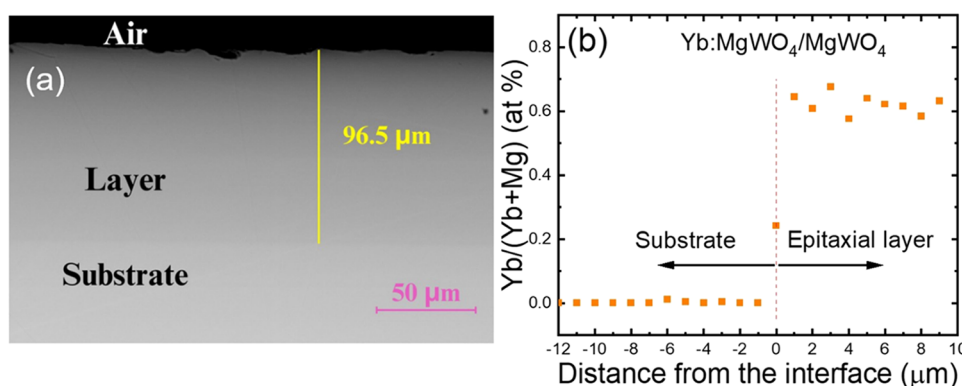 Air
(a)
96.5 μm
Layer
Substrate
50 μm
(b)
Yb:MgWO₄/MgWO₄
Yb/(Yb+Mg) (at %)
0.8
0.6
0.4
0.2
0.0
Substrate
Epitaxial layer
-12 -10 -8 -6 -4 -2 0 2 4 6 8 10
Distance from the interface (μm)